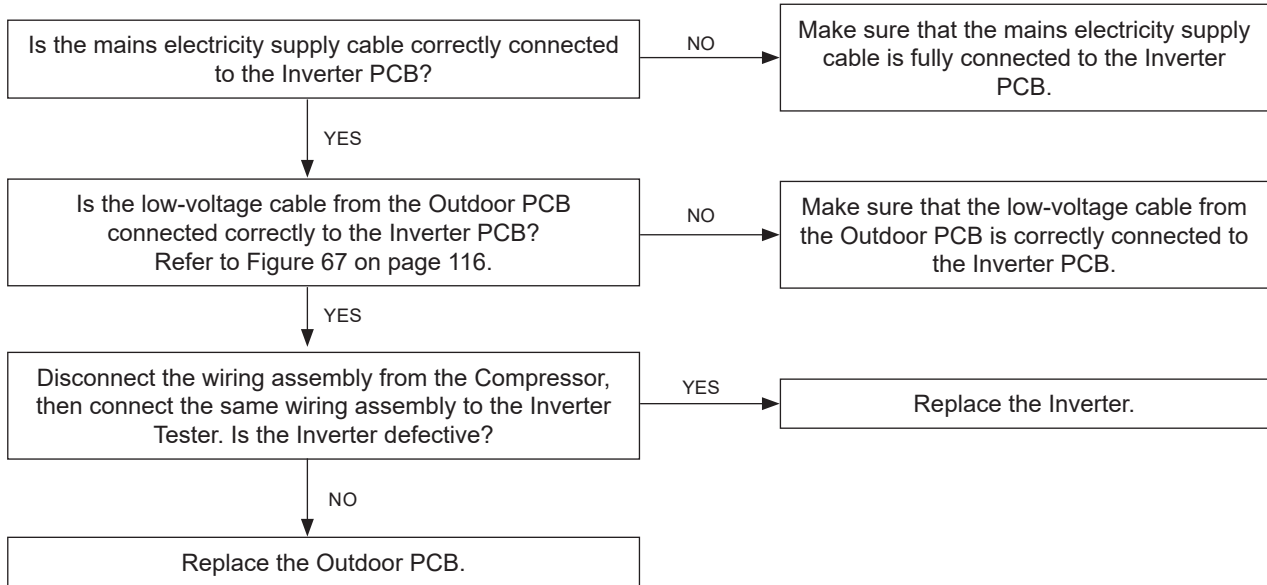 Is the mains electricity supply cable correctly connected
to the Inverter PCB?
NO
Make sure that the mains electricity supply
cable is fully connected to the Inverter
PCB.
YES
Is the low-voltage cable from the Outdoor PCB
connected correctly to the Inverter PCB?
Refer to Figure 67 on page 116.
NO
Make sure that the low-voltage cable from
the Outdoor PCB is correctly connected to
the Inverter PCB.
YES
Disconnect the wiring assembly from the Compressor,
then connect the same wiring assembly to the Inverter
Tester. Is the Inverter defective?
YES
Replace the Inverter.
NO
Replace the Outdoor PCB.